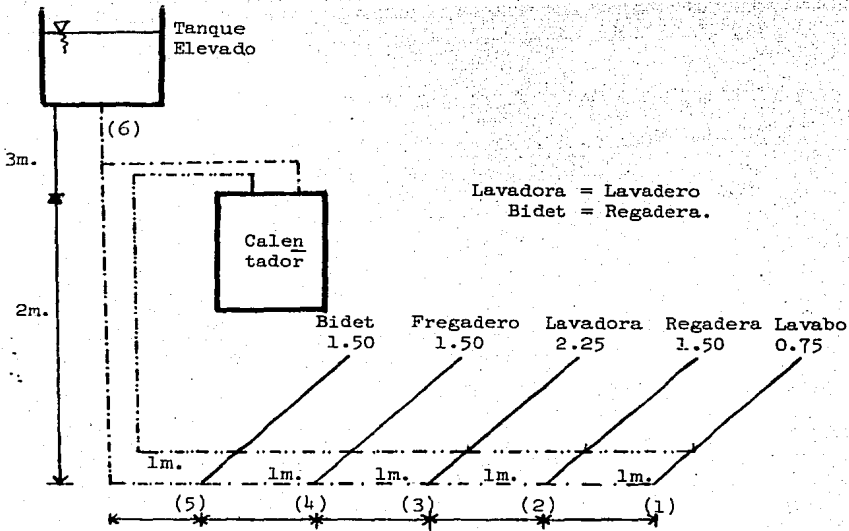 Tanque
Elevado
(6)
3m.
Lavadora = Lavadero
Bidet = Regadera.
Calen
tador
2m.
Bidet Fregadero Lavadora Regadera Lavabo
1.50 1.50 2.25 1.50 0.75
1m. 1m. 1m. 1m. 1m.
(5) (4) (3) (2) (1)